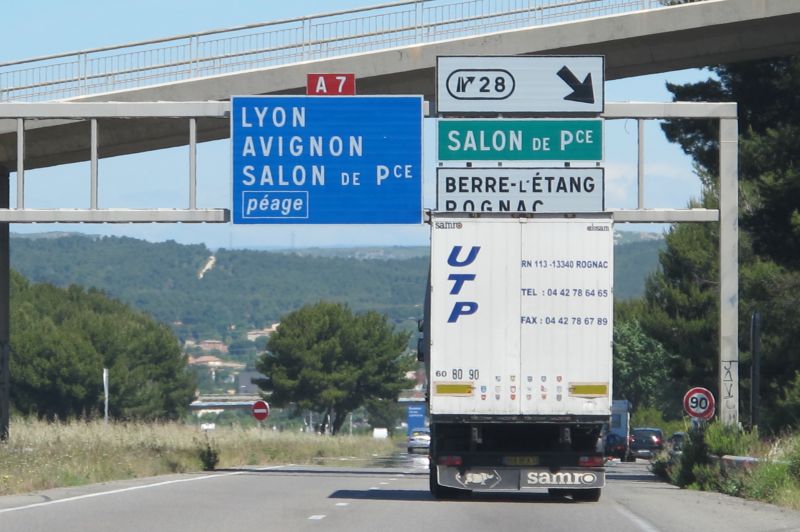 A 7
LYON
AVIGNON
SALON DE PCE
péage
28
SALON DE PCE
BERRE-L'ÉTANG
ROGNAC
samro
UTP
RN 113 -13340 ROGNAC
TEL : 04 42 78 64 65
FAX : 04 42 78 67 89
60 80 90
90
samro